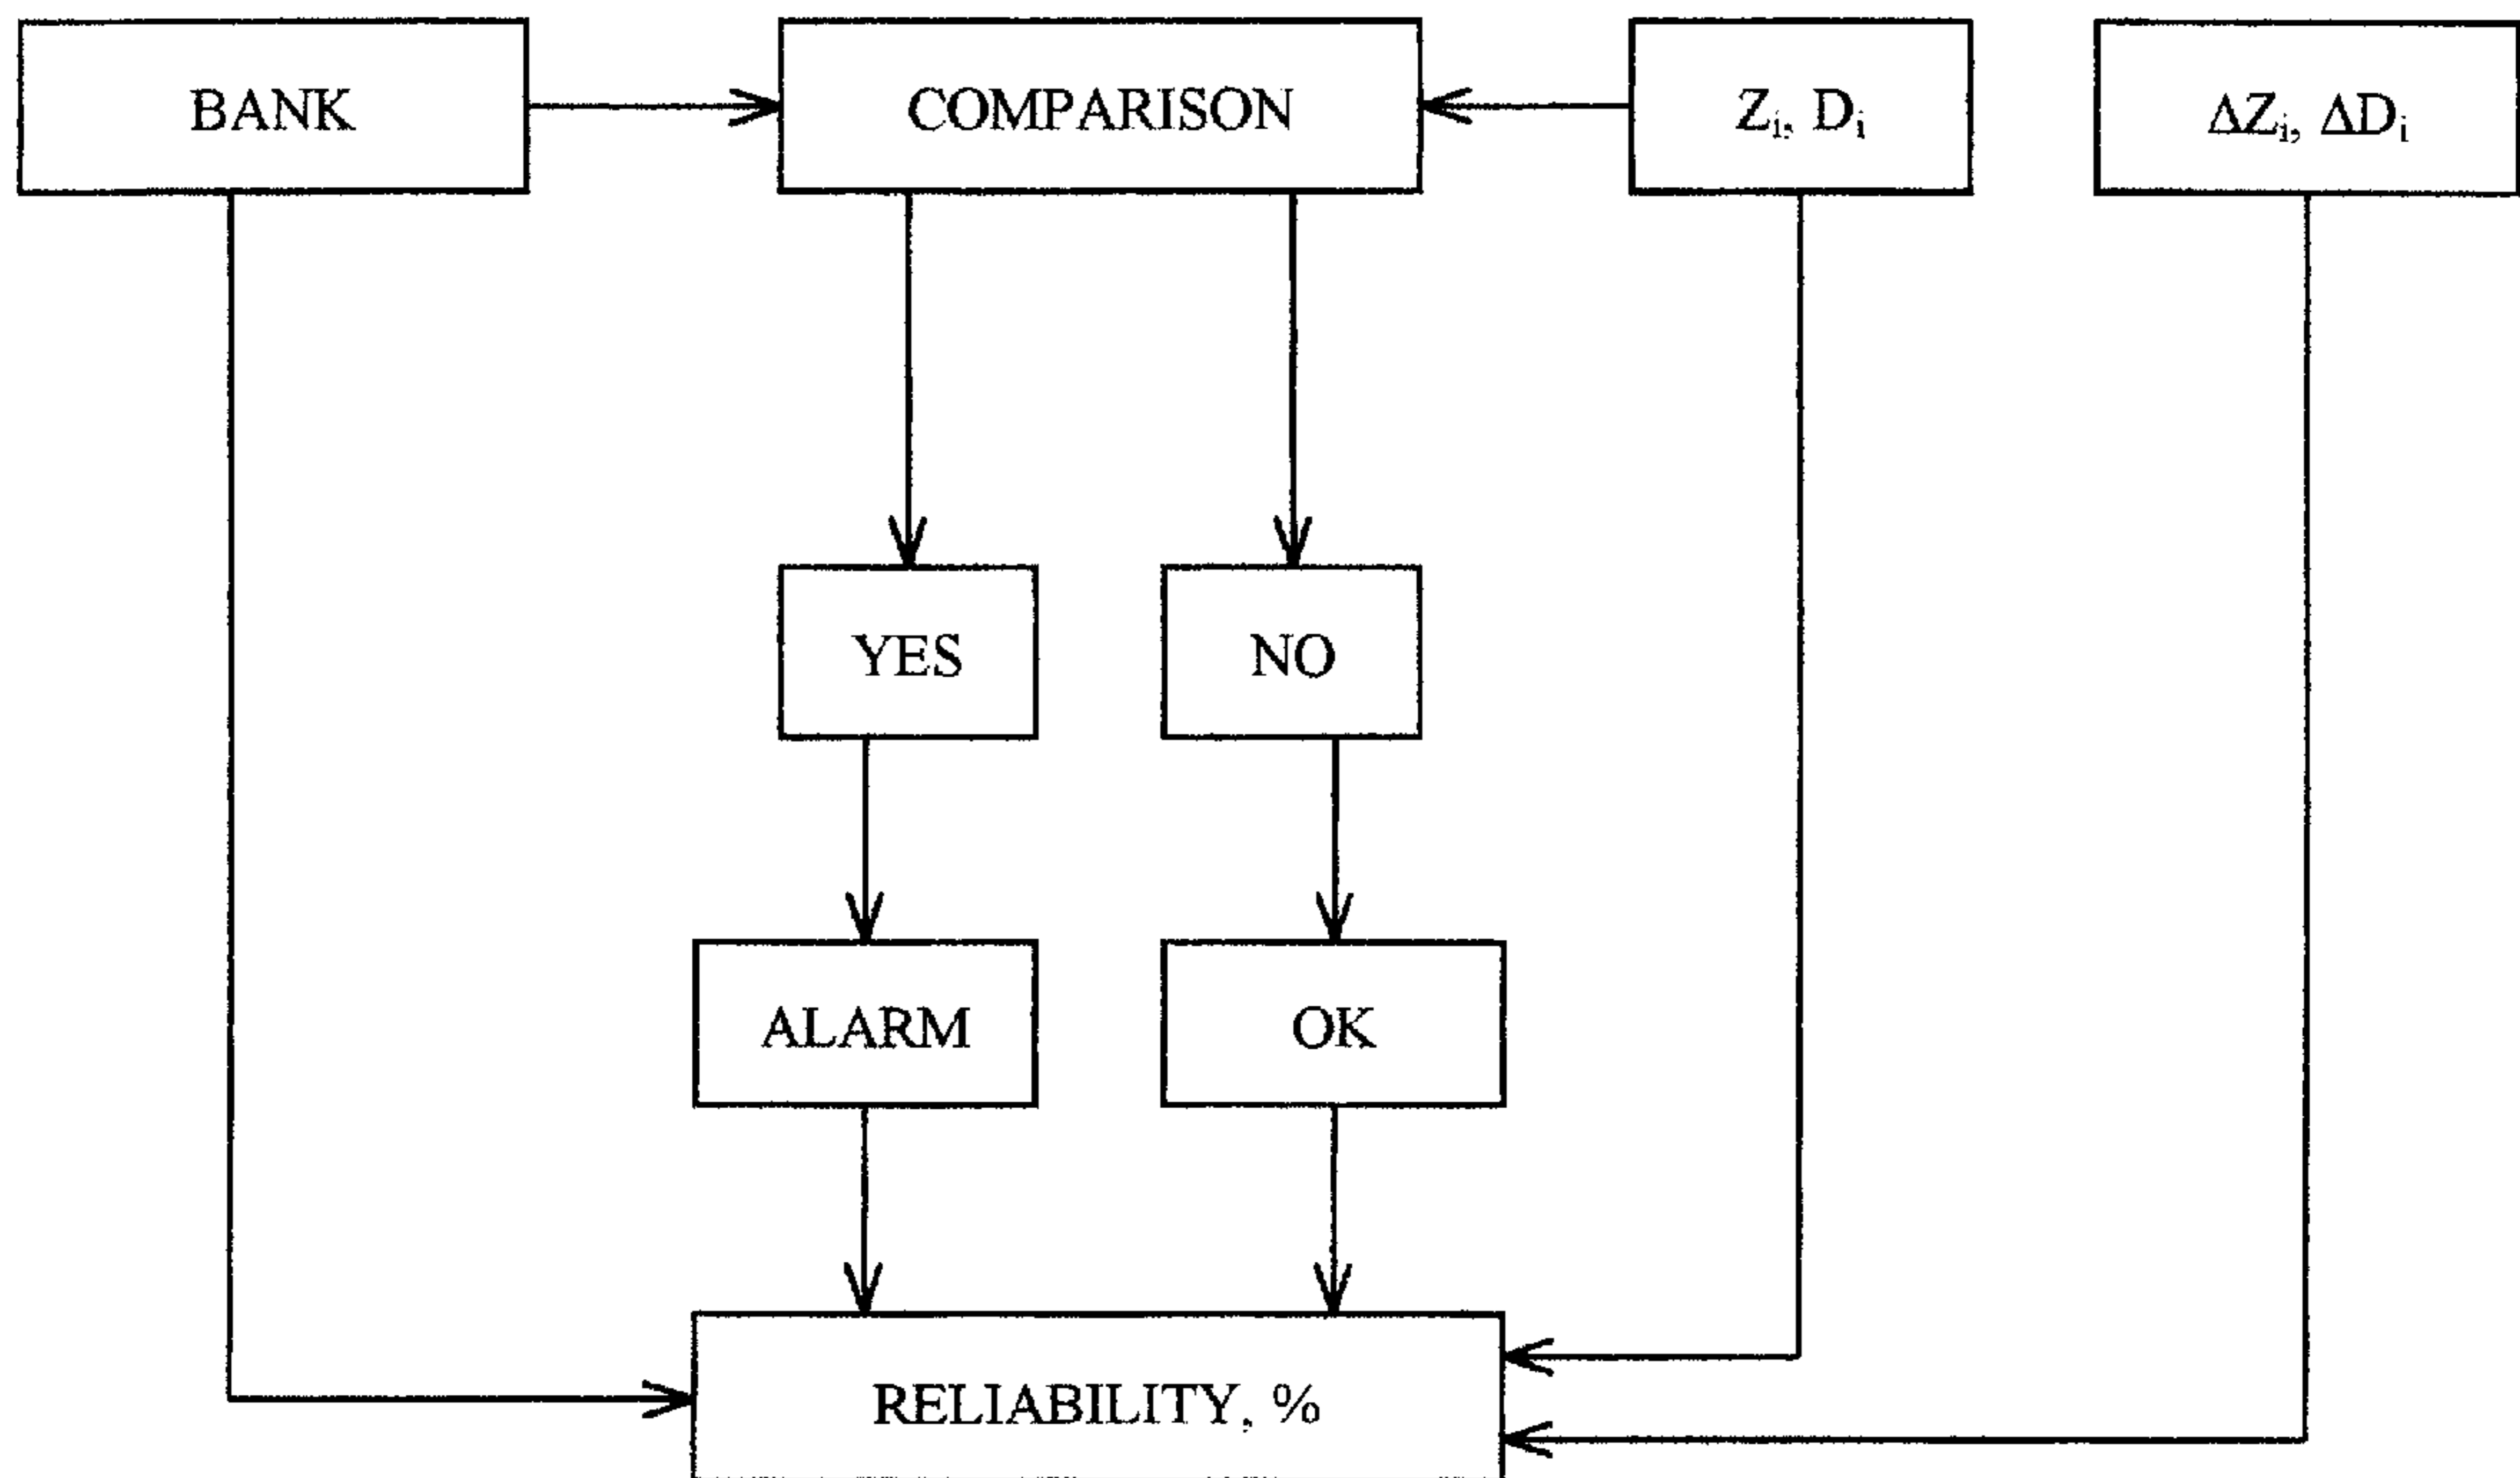 BANK
COMPARISON
Zᵢ, Dᵢ
ΔZᵢ, ΔDᵢ
YES
NO
ALARM
OK
RELIABILITY, %